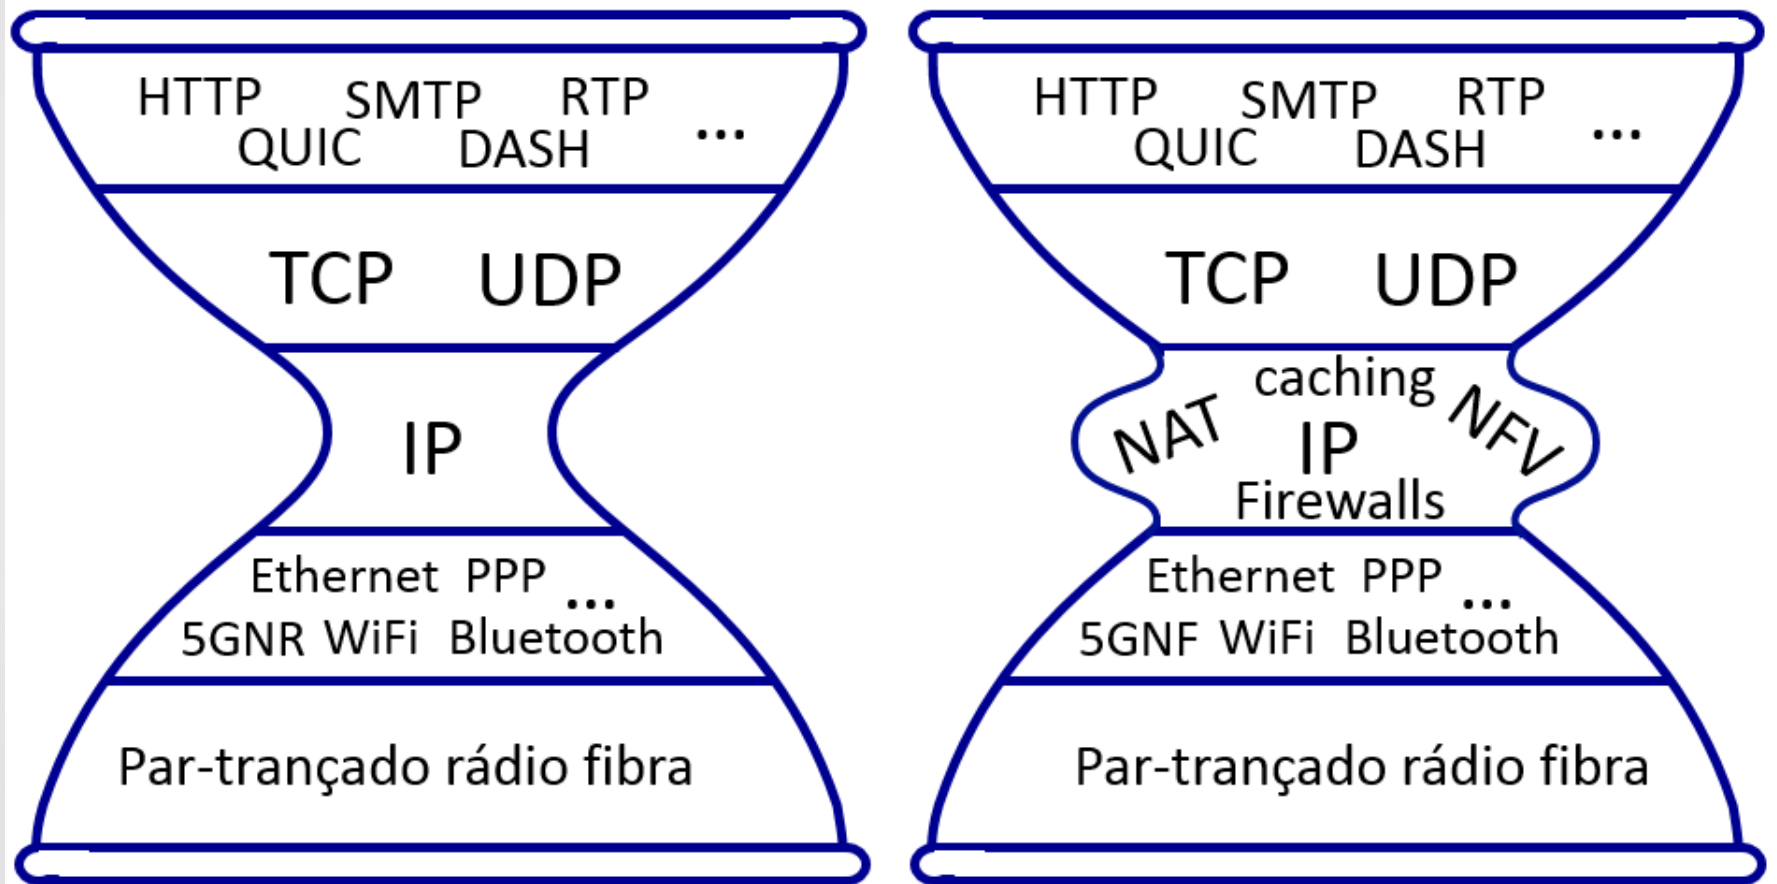 HTTP SMTP RTP
QUIC DASH ...
TCP UDP
IP
Ethernet PPP ...
5GNR WiFi Bluetooth
Par-trançado rádio fibra
HTTP SMTP RTP
QUIC DASH ...
TCP UDP
caching
NAT IP NFV
Firewalls
Ethernet PPP ...
5GNF WiFi Bluetooth
Par-trançado rádio fibra